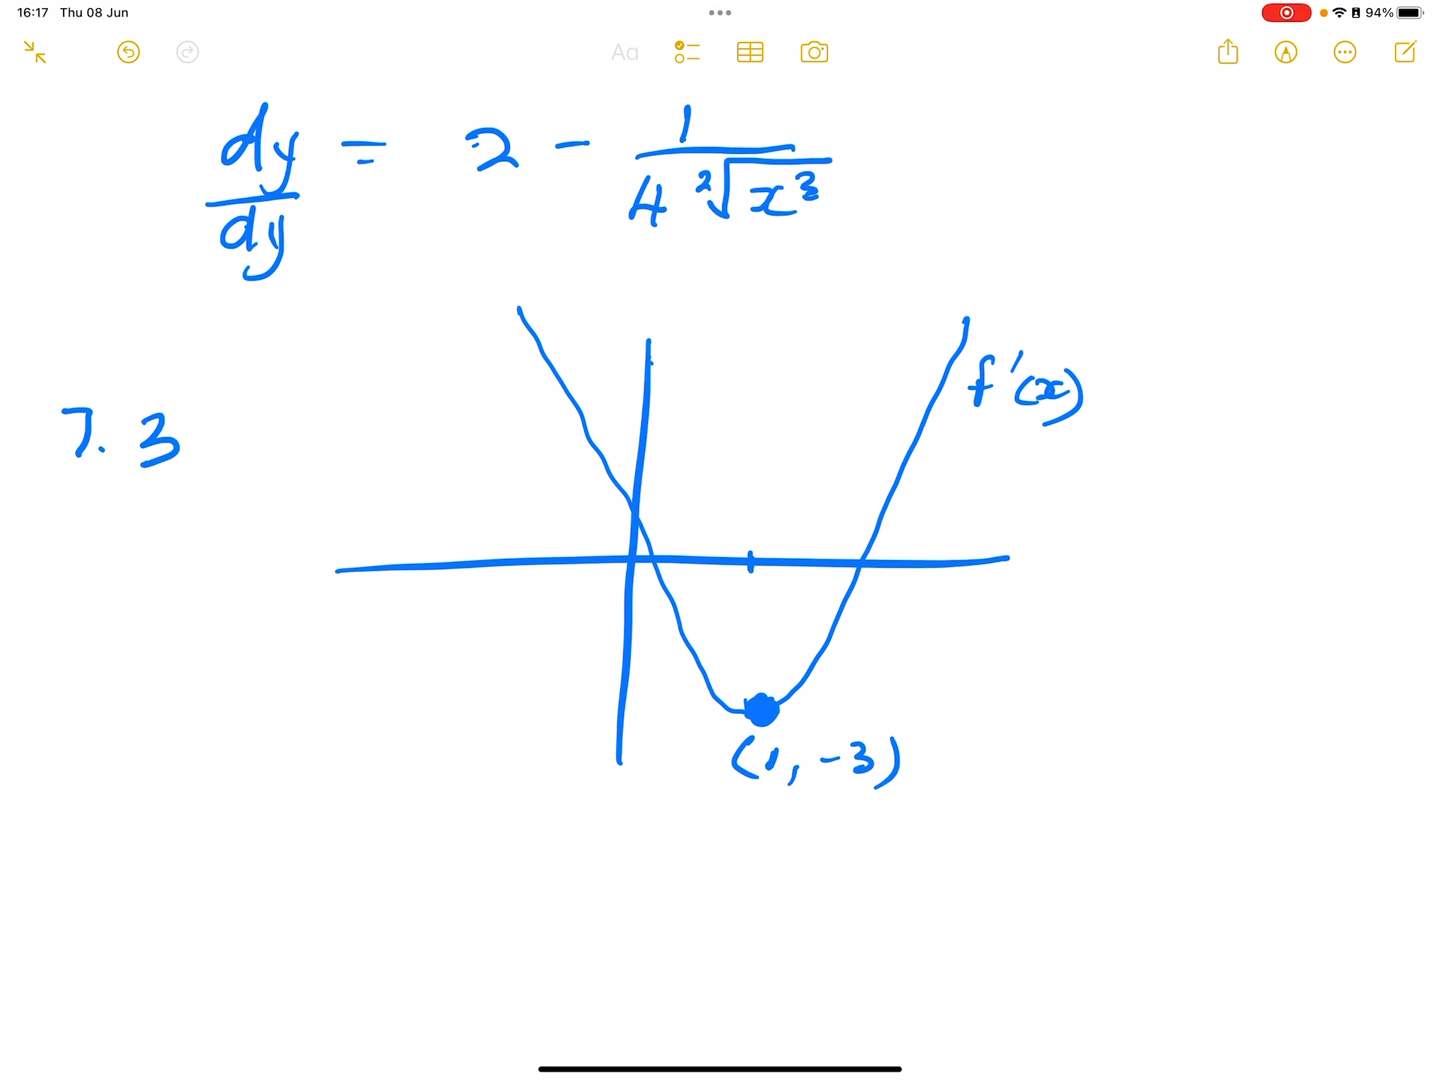 16:17 Thu 08 Jun 94%
Aa
dy/dy = 2 - 1/(4 ²√x³)
f'(x)
7.3
(1, -3)